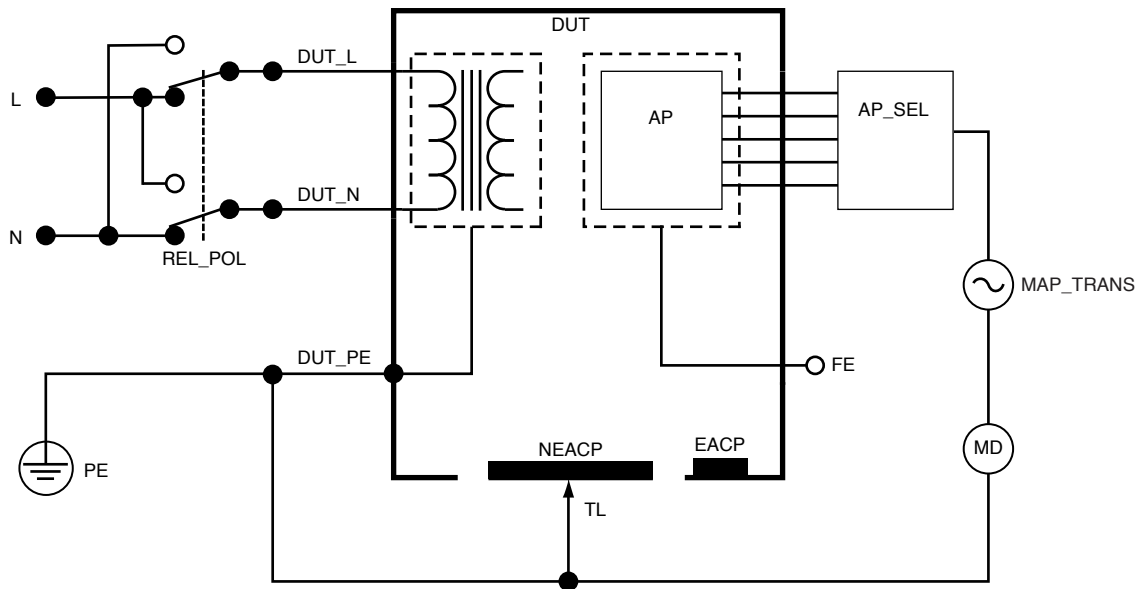 DUT
DUT_L
L
AP
AP_SEL
DUT_N
N
REL_POL
MAP_TRANS
DUT_PE
FE
NEACP
EACP
MD
PE
TL